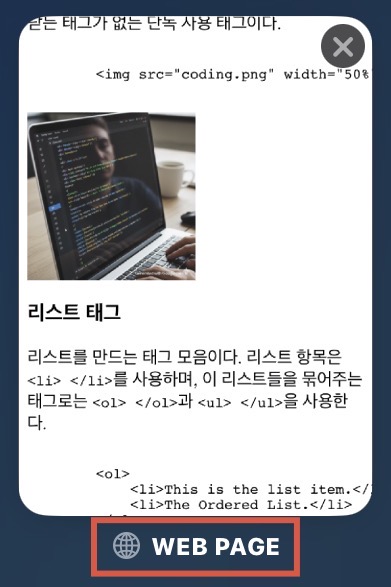 닫는 태그가 없는 단독 사용 태그이다.
<img src="coding.png" width="50%
리스트 태그
리스트를 만드는 태그 모음이다. 리스트 항목은
<li> </li>를 사용하며, 이 리스트들을 묶어주는
태그로는 <ol> </ol>과 <ul> </ul>을 사용한
다.
<ol>
<li>This is the list item.</
<li>The Ordered List.</li>
WEB PAGE